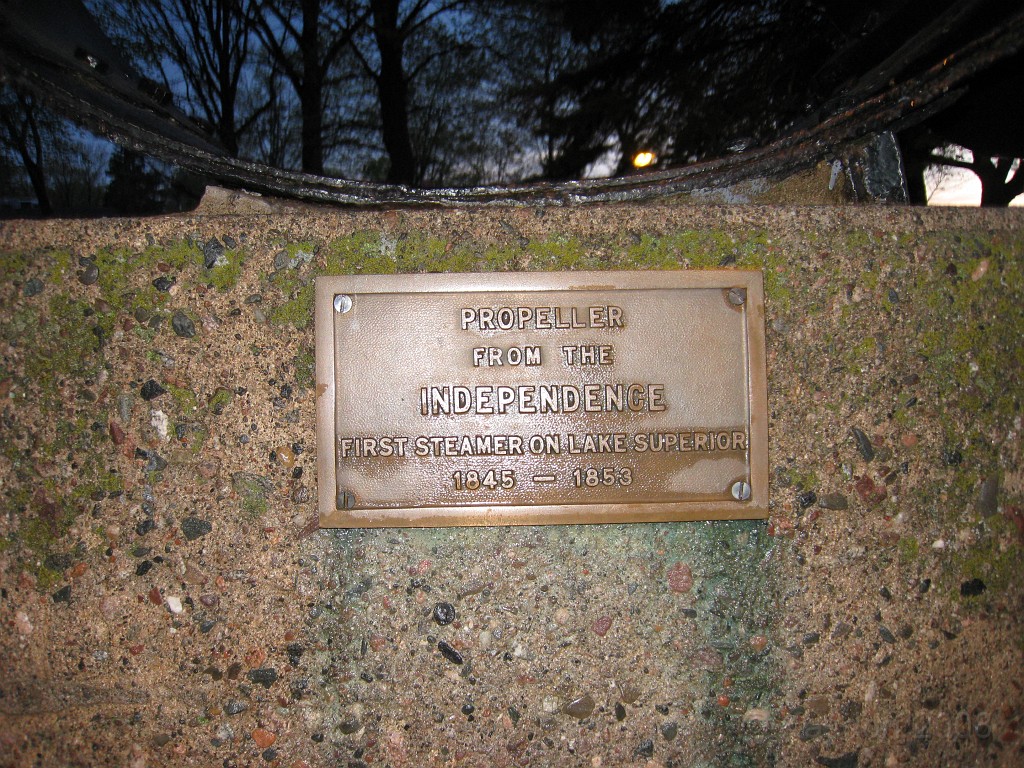 PROPELLER
FROM THE
INDEPENDENCE
FIRST STEAMER ON LAKE SUPERIOR
1845 — 1853